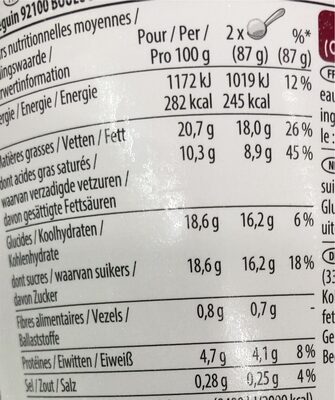 92100
rs nutritionnelles moyennes /
ingswaarde /
rwertinformation
Pour / Per /
Pro 100 g
2 x
(87 g)
%*
(87 g)
ergie / Energie / Energie
1172 kJ 1019 kJ 12 %
282 kcal 245 kcal
Matières grasses / Vetten / Fett 20,7 g 18,0 g 26 %
dont acides gras saturés / 10,3 g 8,9 g 45 %
waarvan verzadigde vetzuren /
davon gesättigte Fettsäuren
Glucides / Koolhydraten / 18,6 g 16,2 g 6 %
Kohlenhydrate
dont sucres / waarvan suikers / 18,6 g 16,2 g 18 %
davon Zucker
Fibres alimentaires / Vezels / 0,8 g 0,7 g -
Ballaststoffe
Protéines / Eiwitten / Eiweiß 4,7 g 4,1 g 8 %
Sel / Zout / Salz 0,28 g 0,25 g 4 %